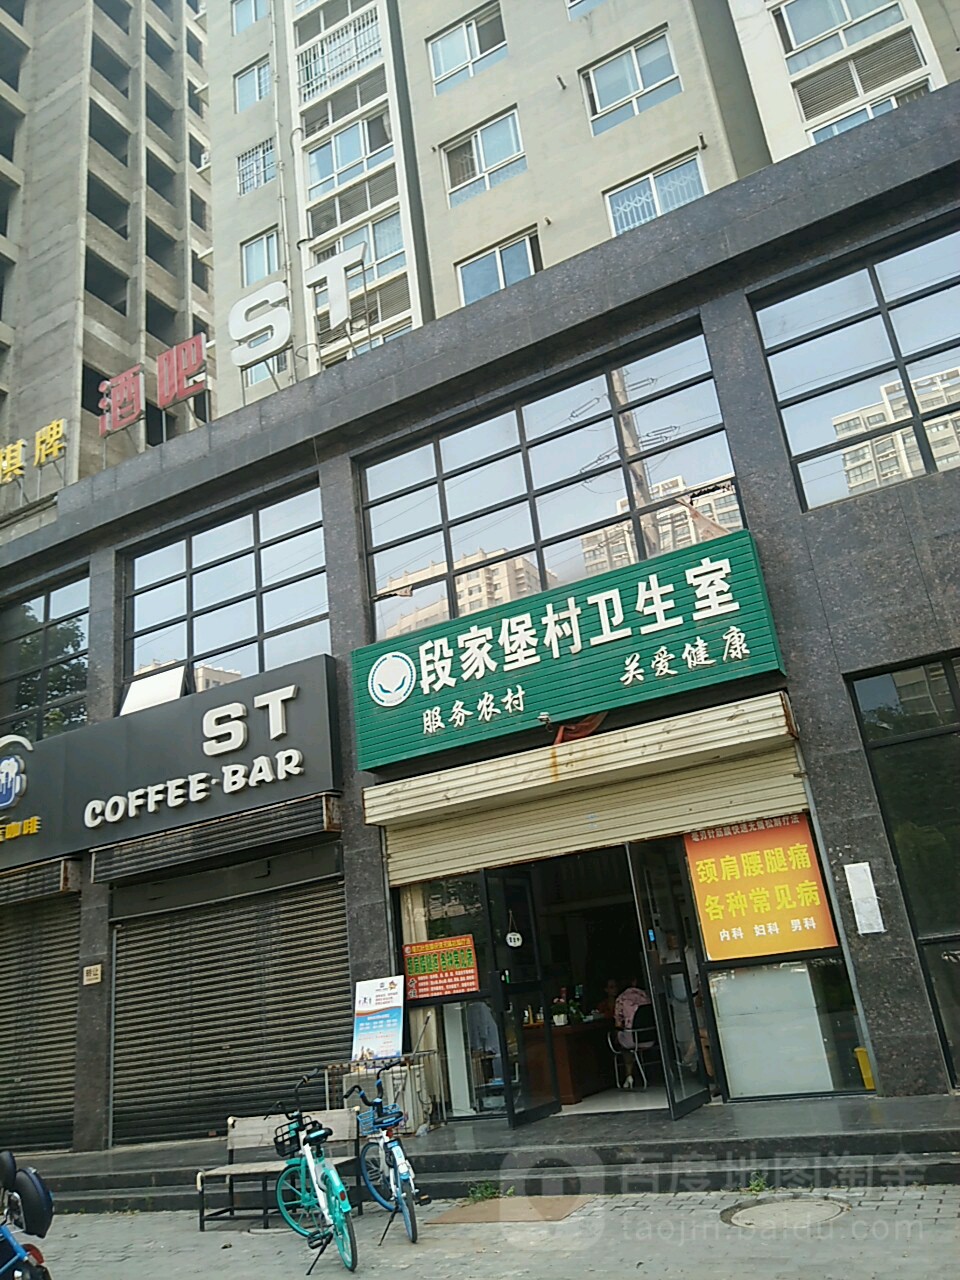 棋牌
酒吧
ST
段家堡村卫生室
服务农村
关爱健康
ST
COFFEE·BAR
咖啡
颈肩腰腿痛
各种常见病
内科 妇科 男科
百度地图淘金
taojin.baidu.com